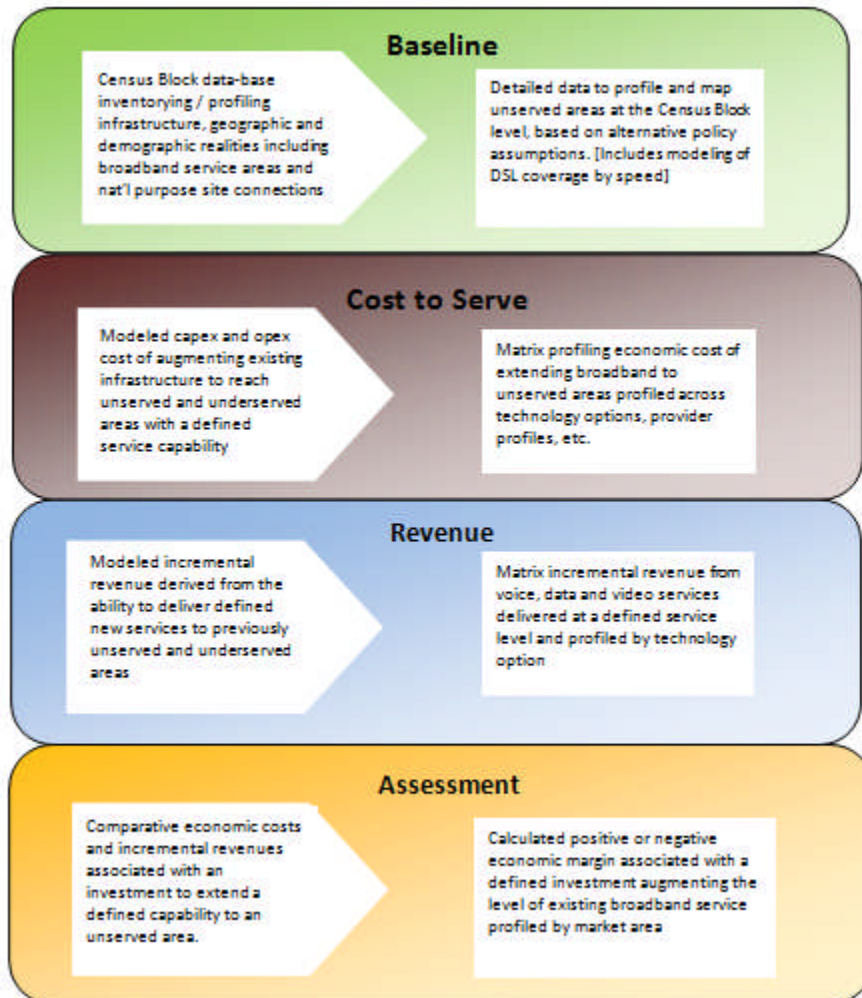 Baseline
Census Block data-base
inventorying / profiling
infrastructure, geographic and
demographic realities including
broadband service areas and
nat'l purpose site connections
Detailed data to profile and map
unserved areas at the Census Block
level, based on alternative policy
assumptions. [Includes modeling of
DSL coverage by speed]
Cost to Serve
Modeled capex and opex
cost of augmenting existing
infrastructure to reach
unserved and underserved
areas with a defined
service capability
Matrix profiling economic cost of
extending broadband to
unserved areas profiled across
technology options, provider
profiles, etc.
Revenue
Modeled incremental
revenue derived from the
ability to deliver defined
new services to previously
unserved and underserved
areas
Matrix incremental revenue from
voice, data and video services
delivered at a defined service
level and profiled by technology
option
Assessment
Comparative economic costs
and incremental revenues
associated with an
investment to extend a
defined capability to an
unserved area.
Calculated positive or negative
economic margin associated with a
defined investment augmenting the
level of existing broadband service
profiled by market area